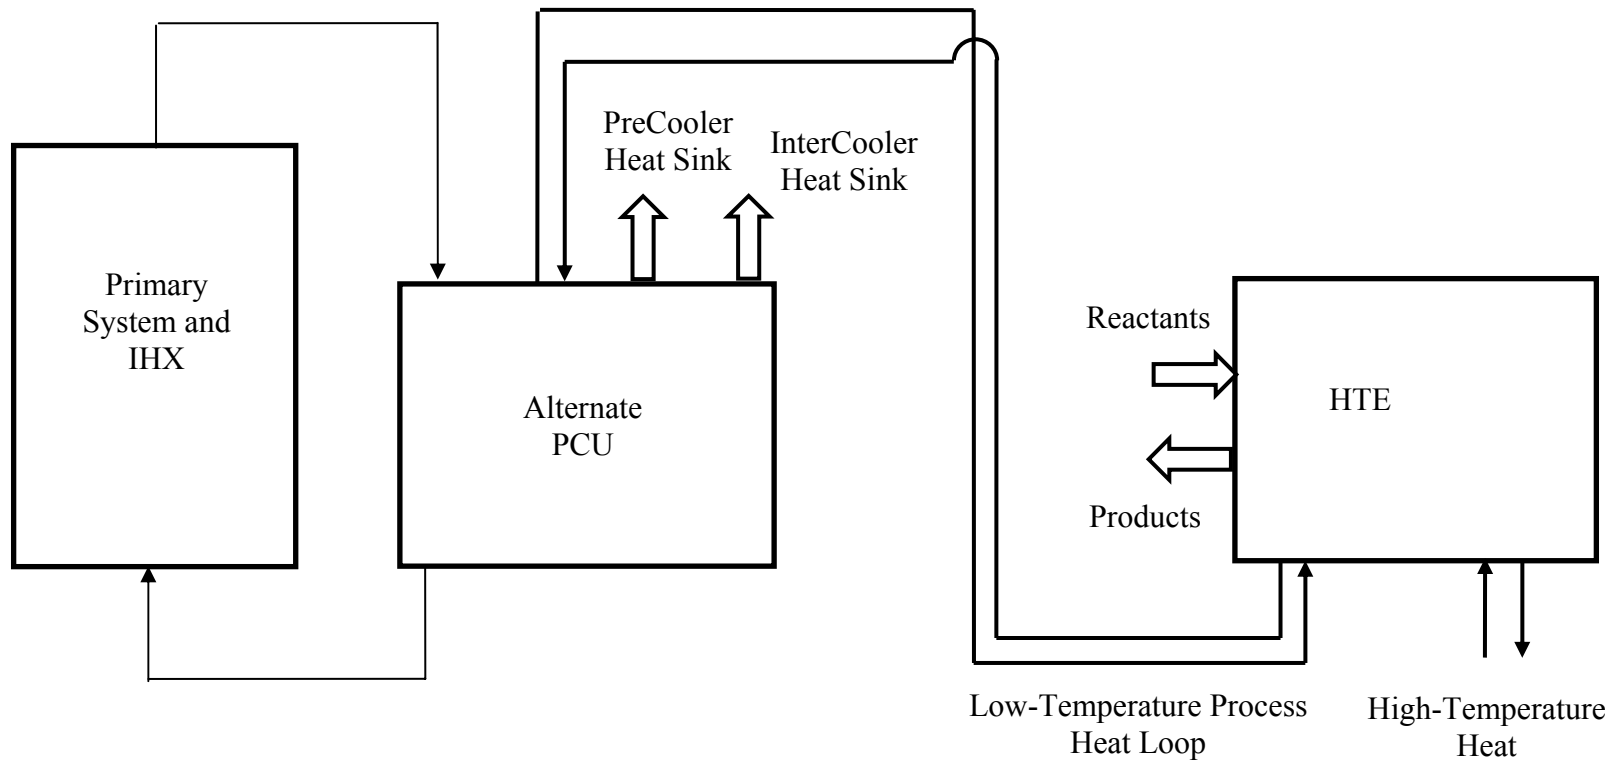 PreCooler
Heat Sink
InterCooler
Heat Sink
Primary
System and
IHX
Alternate
PCU
Reactants
HTE
Products
Low-Temperature Process
Heat Loop
High-Temperature
Heat